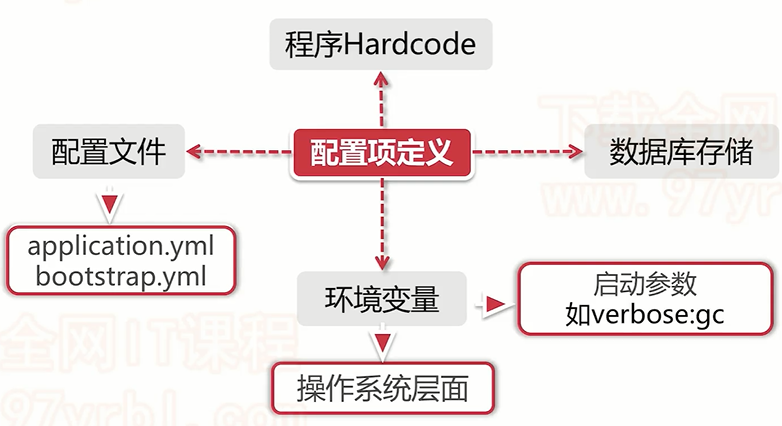 程序Hardcode
下载全网
配置文件
配置项定义
数据库存储
www.97yr
application.yml
bootstrap.yml
环境变量
启动参数
如verbose:gc
全网IT课程
操作系统层面